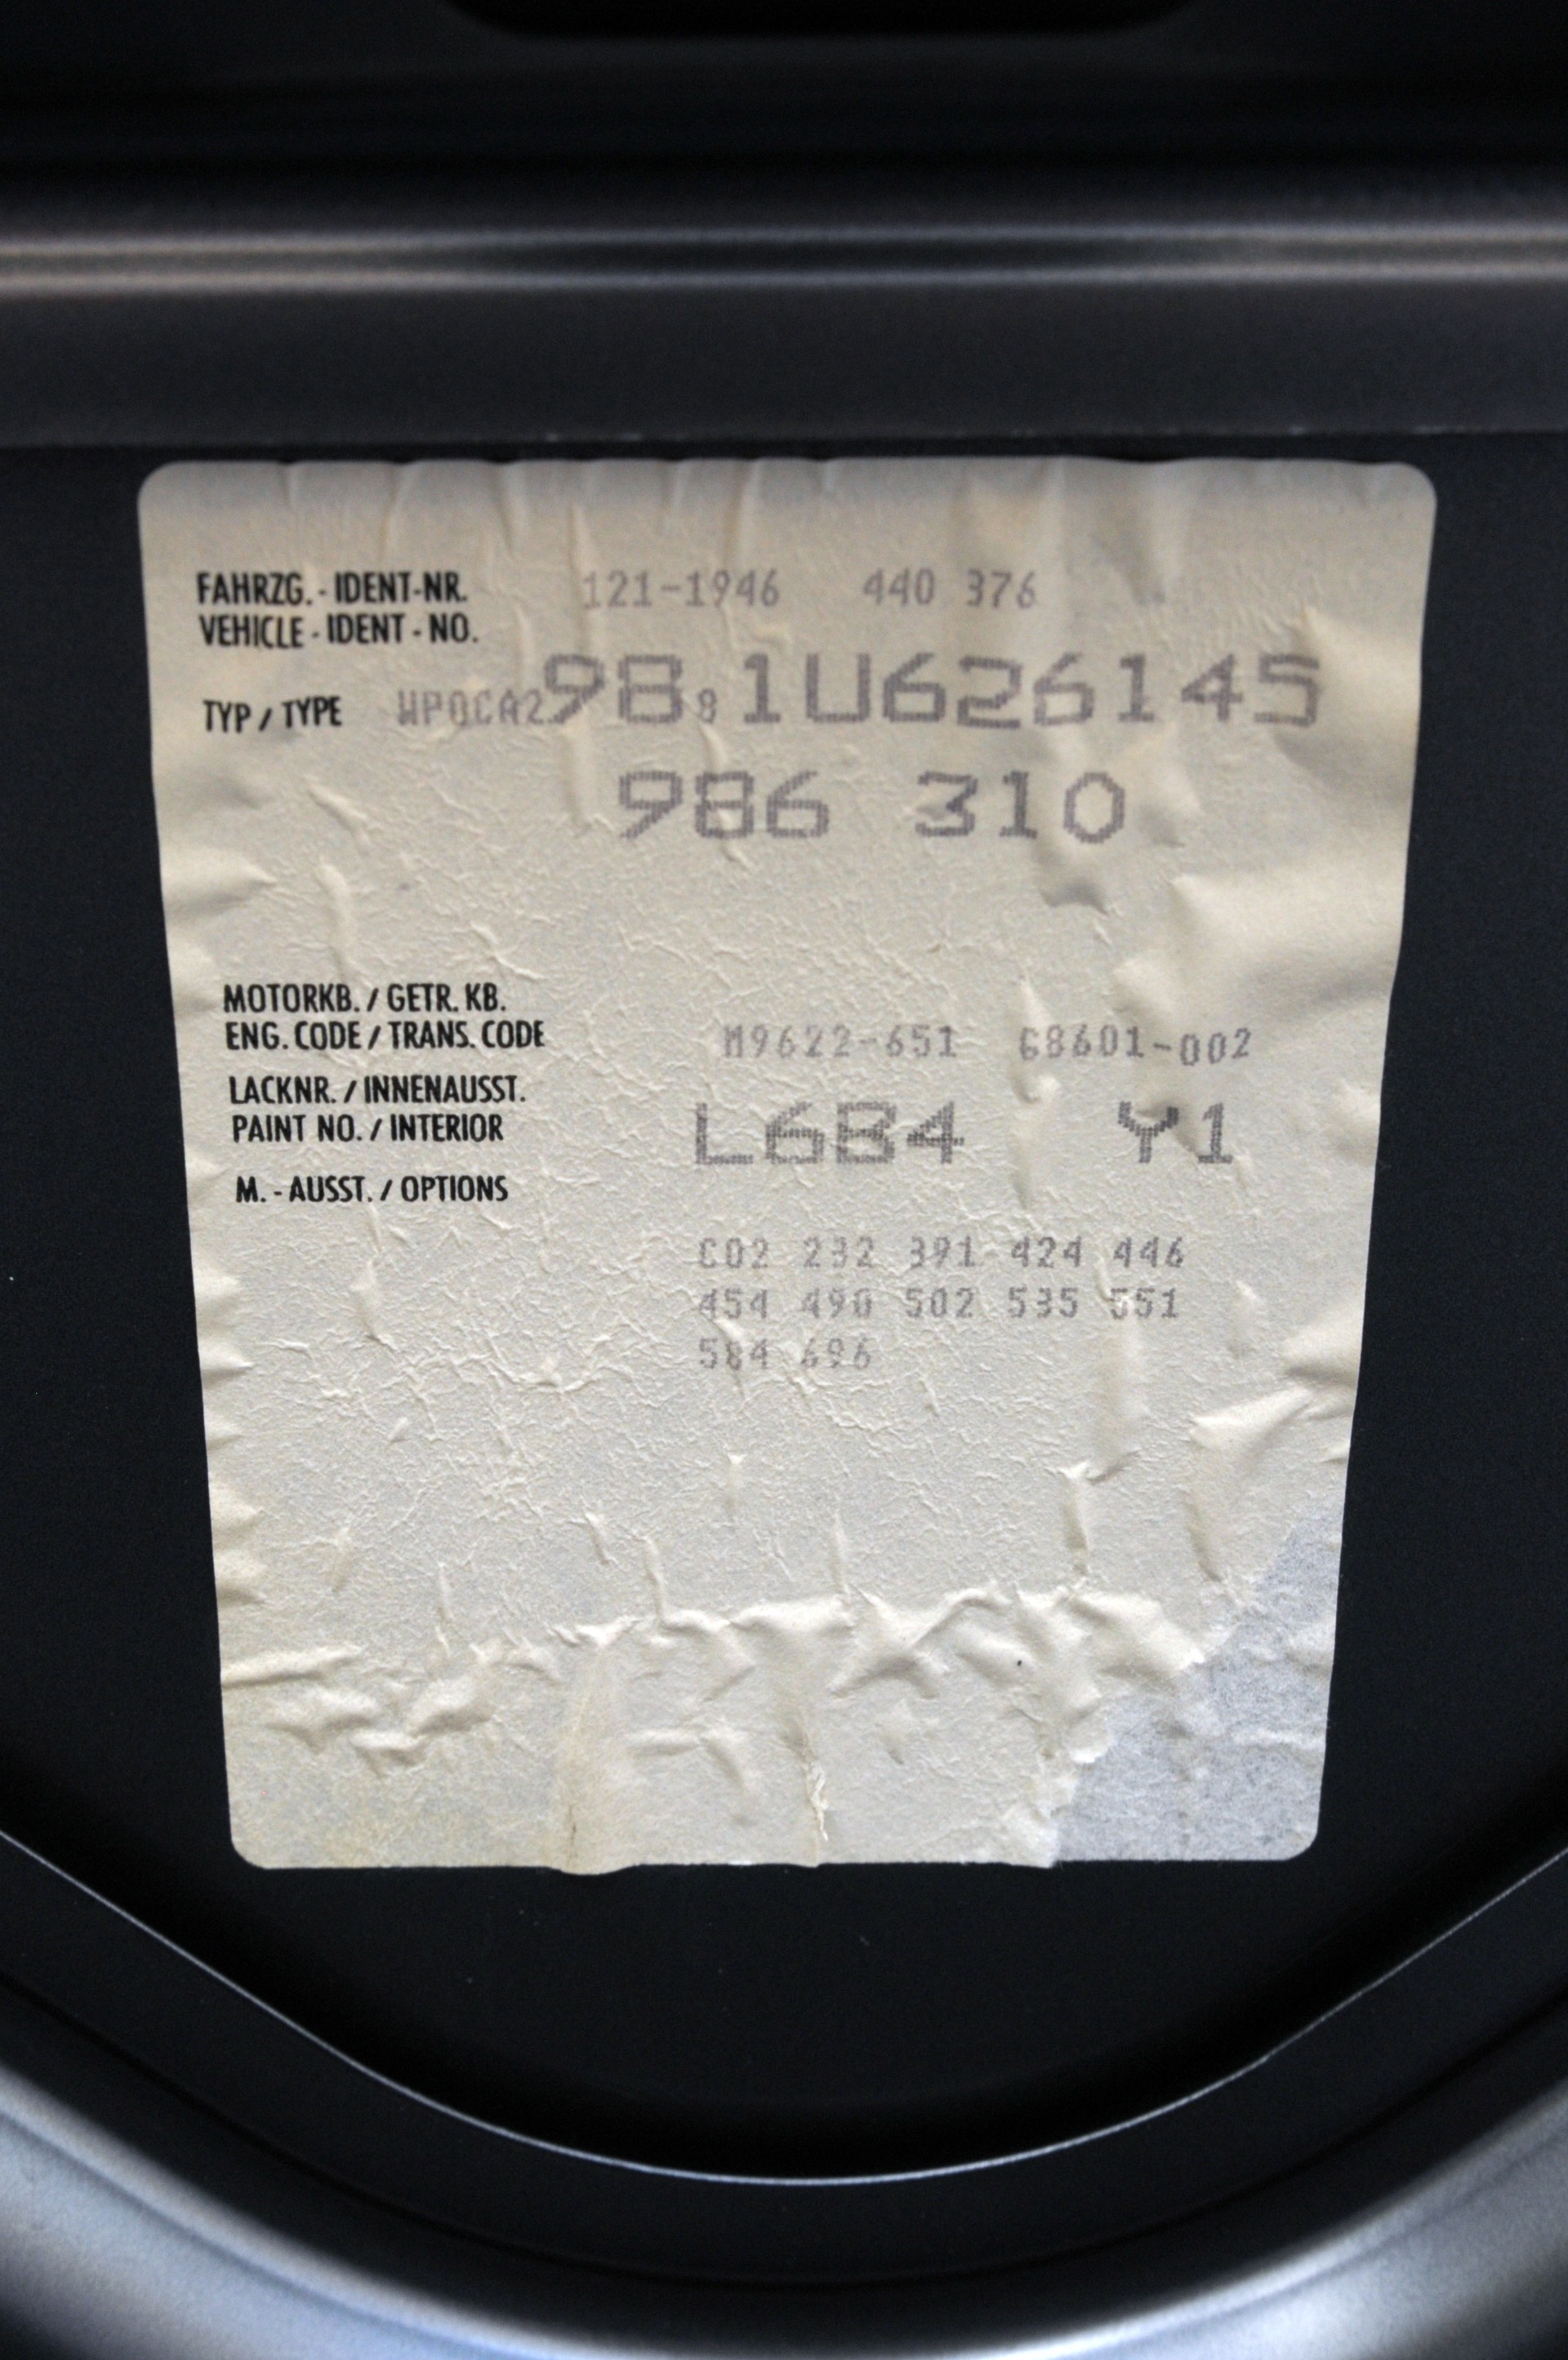 FAHRZG.-IDENT-NR. 121-1946 440 376
VEHICLE-IDENT-NO.
TYP / TYPE WP0CA29881U626145
986 310
MOTORKB. / GETR. KB.
ENG. CODE / TRANS. CODE M9622-651 G8601-002
LACKNR. / INNENAUSST.
PAINT NO. / INTERIOR L6B4 Y1
M.-AUSST. / OPTIONS
C02 232 391 424 446
454 490 502 535 551
584 696